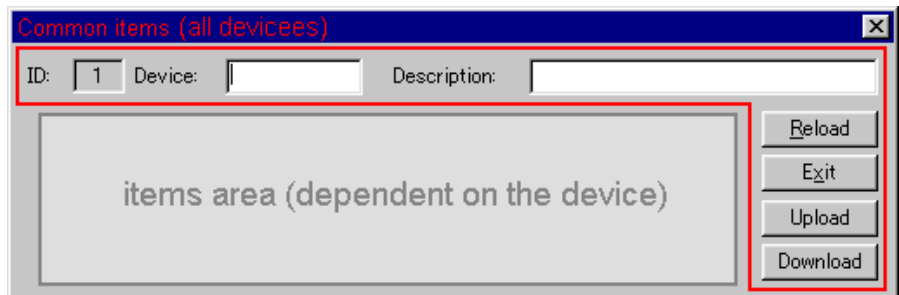 Common items (all devicees)
ID: 1 Device: Description:
Reload
Exit
items area (dependent on the device)
Upload
Download